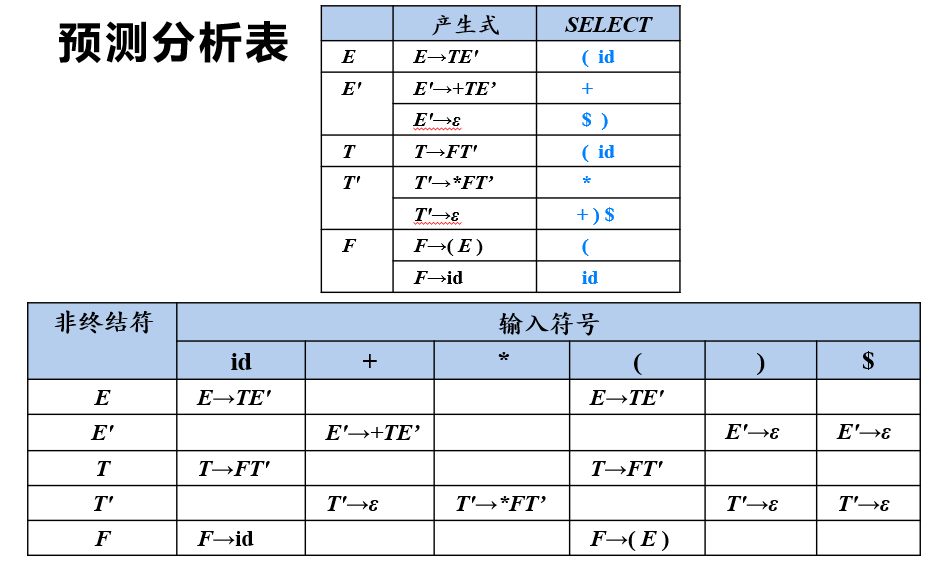 预测分析表
产生式 SELECT
E E→TE' ( id
E' E'→+TE’ +
E'→ε $ )
T T→FT' ( id
T' T'→*FT’ *
T'→ε + ) $
F F→( E ) (
F→id id
非终结符 输入符号
id + * ( ) $
E E→TE' E→TE'
E' E'→+TE’ E'→ε E'→ε
T T→FT' T→FT'
T' T'→ε T'→*FT’ T'→ε T'→ε
F F→id F→( E )